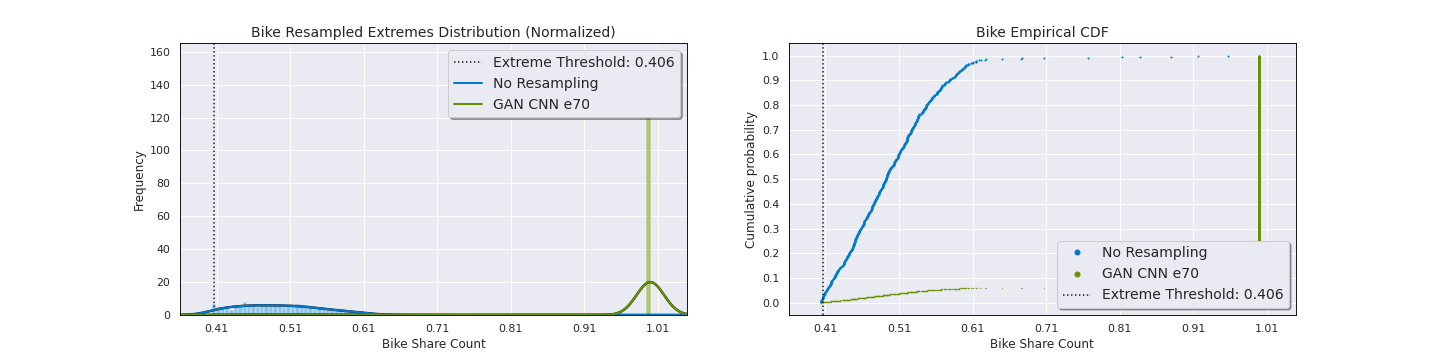 Bike Resampled Extremes Distribution (Normalized)
160
140
120
100
80
60
40
20
0
Frequency
Extreme Threshold: 0.406
No Resampling
GAN CNN e70
0.41 0.51 0.61 0.71 0.81 0.91 1.01
Bike Share Count
Bike Empirical CDF
1.0
0.9
0.8
0.7
0.6
0.5
0.4
0.3
0.2
0.1
0.0
Cumulative probability
No Resampling
GAN CNN e70
Extreme Threshold: 0.406
0.41 0.51 0.61 0.71 0.81 0.91 1.01
Bike Share Count